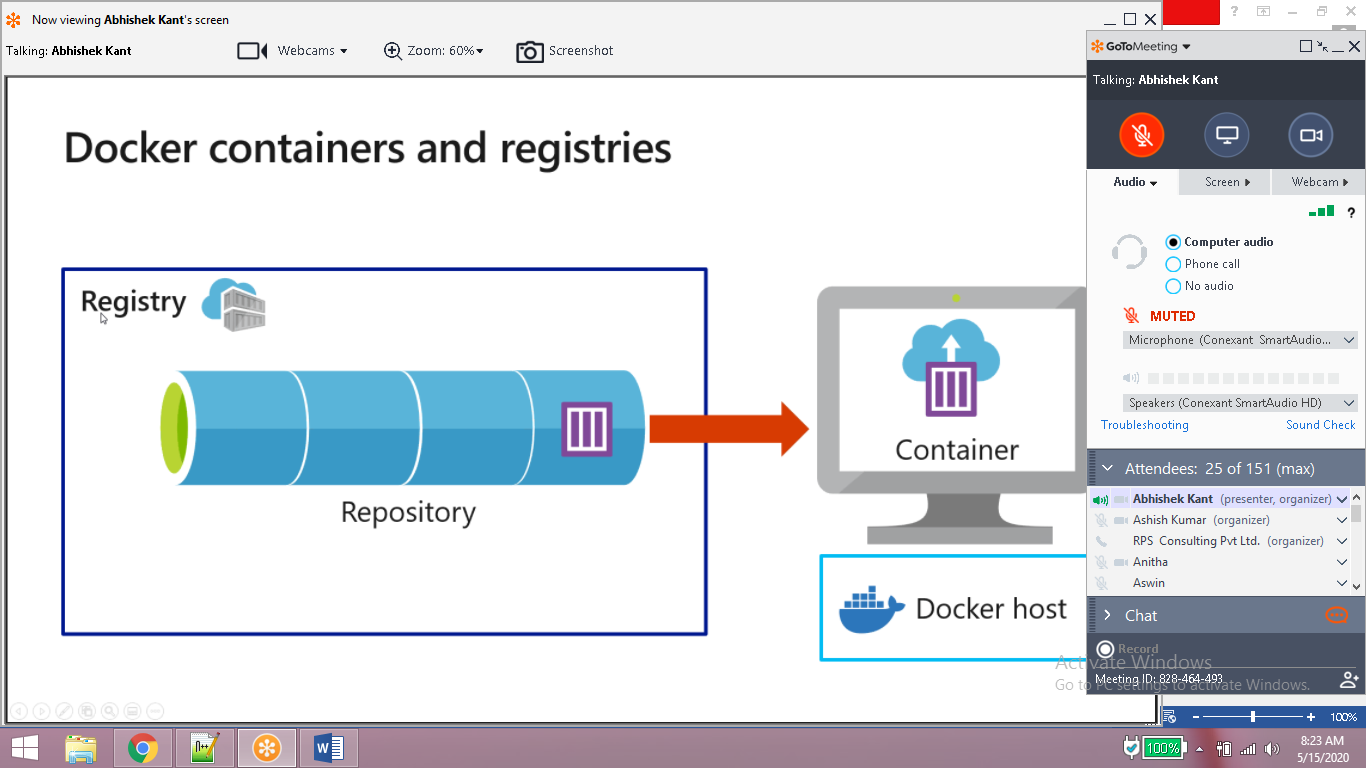 Now viewing Abhishek Kant's screen
Talking: Abhishek Kant
Webcams
Zoom: 60%
Screenshot
Docker containers and registries
Registry
Repository
Container
Docker host
GoToMeeting
Talking: Abhishek Kant
Audio
Screen
Webcam
?
Computer audio
Phone call
No audio
MUTED
Microphone (Conexant SmartAudio...
Speakers (Conexant SmartAudio HD)
Troubleshooting
Sound Check
Attendees: 25 of 151 (max)
Abhishek Kant (presenter, organizer)
Ashish Kumar (organizer)
RPS Consulting Pvt Ltd. (organizer)
Anitha
Aswin
Chat
Record
Activate Windows
Meeting ID: 828-464-493
Go to PC settings to activate Windows.
100%
N++
W
100%
8:23 AM
5/15/2020